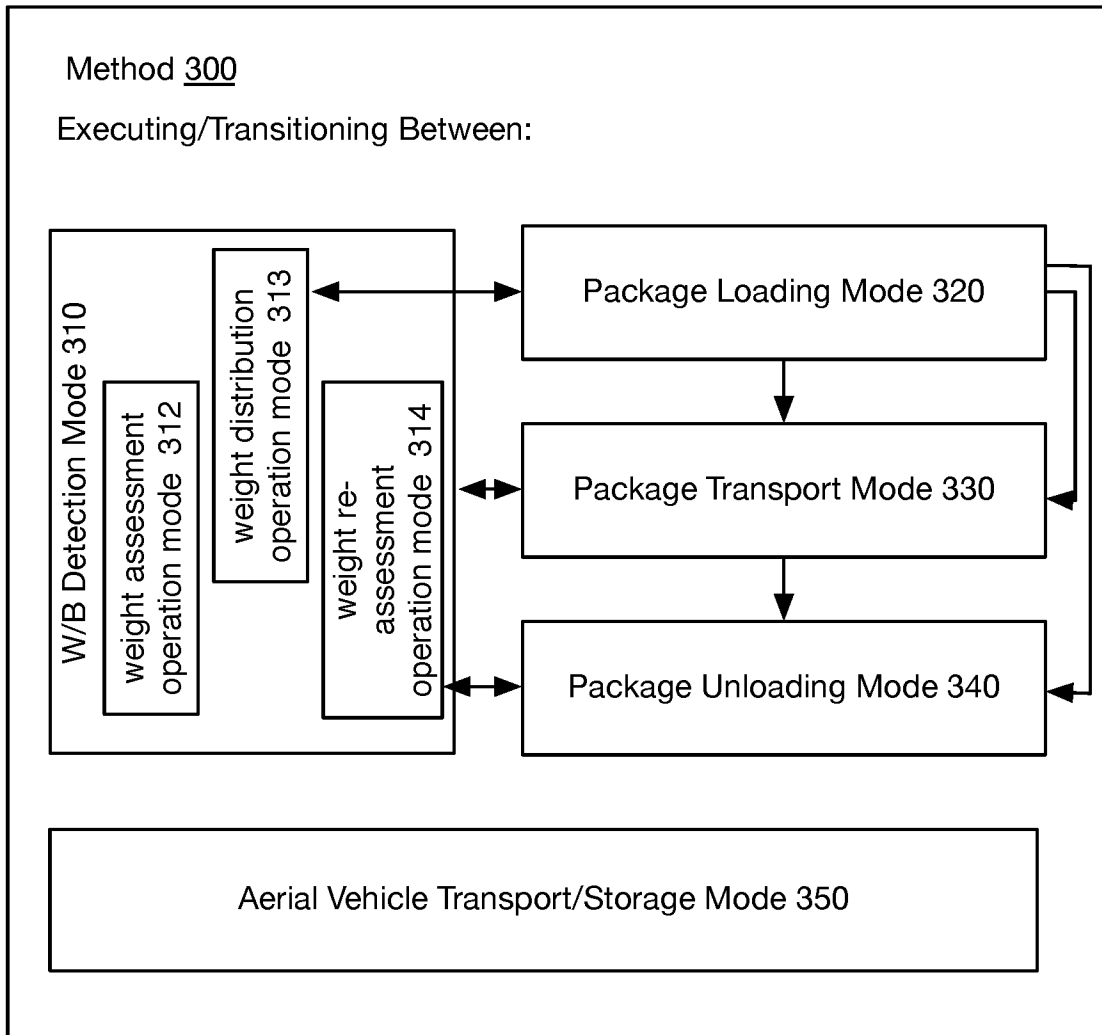 Method 300
Executing/Transitioning Between:
W/B Detection Mode 310
weight assessment
operation mode 312
weight distribution
operation mode 313
weight re-
assessment
operation mode 314
Package Loading Mode 320
Package Transport Mode 330
Package Unloading Mode 340
Aerial Vehicle Transport/Storage Mode 350